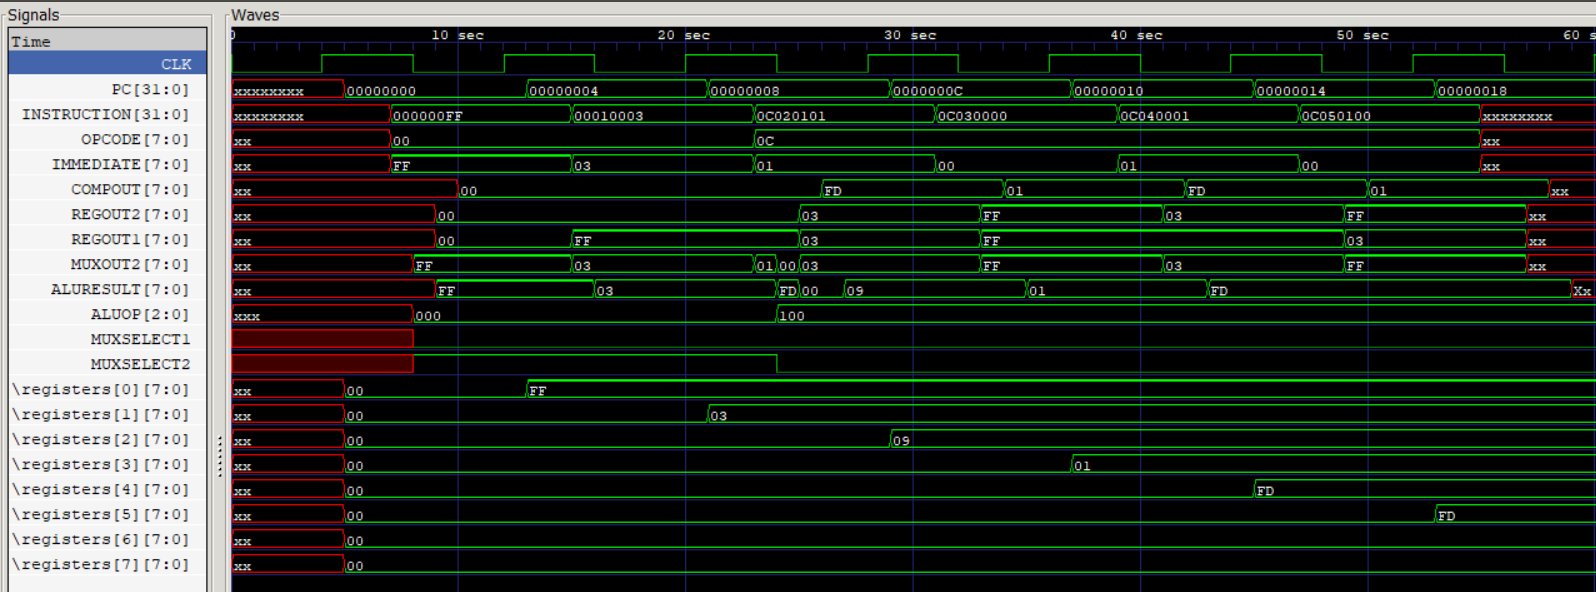 Signals
Waves
Time
0 10 sec 20 sec 30 sec 40 sec 50 sec 60 s
CLK
PC[31:0] xxxxxxxx 00000000 00000004 00000008 0000000C 00000010 00000014 00000018
INSTRUCTION[31:0] xxxxxxxx 000000FF 00010003 0C020101 0C030000 0C040001 0C050100 xxxxxxxx
OPCODE[7:0] xx 00 0C xx
IMMEDIATE[7:0] xx FF 03 01 00 01 00 xx
COMPOUT[7:0] xx 00 FD 01 FD 01 xx
REGOUT2[7:0] xx 00 03 FF 03 FF xx
REGOUT1[7:0] xx 00 FF 03 FF 03 xx
MUXOUT2[7:0] xx FF 03 01 00 03 FF 03 FF xx
ALURESULT[7:0] xx FF 03 FD 00 09 01 FD Xx
ALUOP[2:0] xxx 000 100
MUXSELECT1
MUXSELECT2
\registers[0][7:0] xx 00 FF
\registers[1][7:0] xx 00 03
\registers[2][7:0] xx 00 09
\registers[3][7:0] xx 00 01
\registers[4][7:0] xx 00 FD
\registers[5][7:0] xx 00 FD
\registers[6][7:0] xx 00
\registers[7][7:0] xx 00